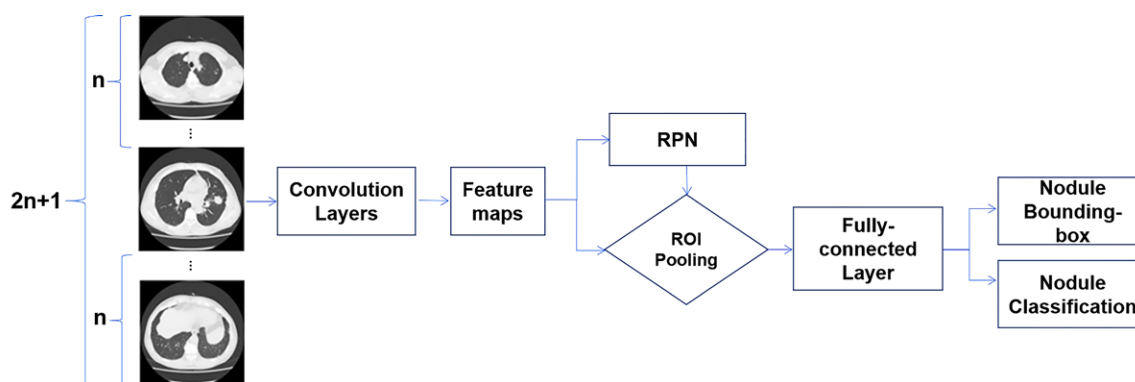 n
2n+1
n
Convolution
Layers
Feature
maps
RPN
ROI
Pooling
Fully-
connected
Layer
Nodule
Bounding-
box
Nodule
Classification